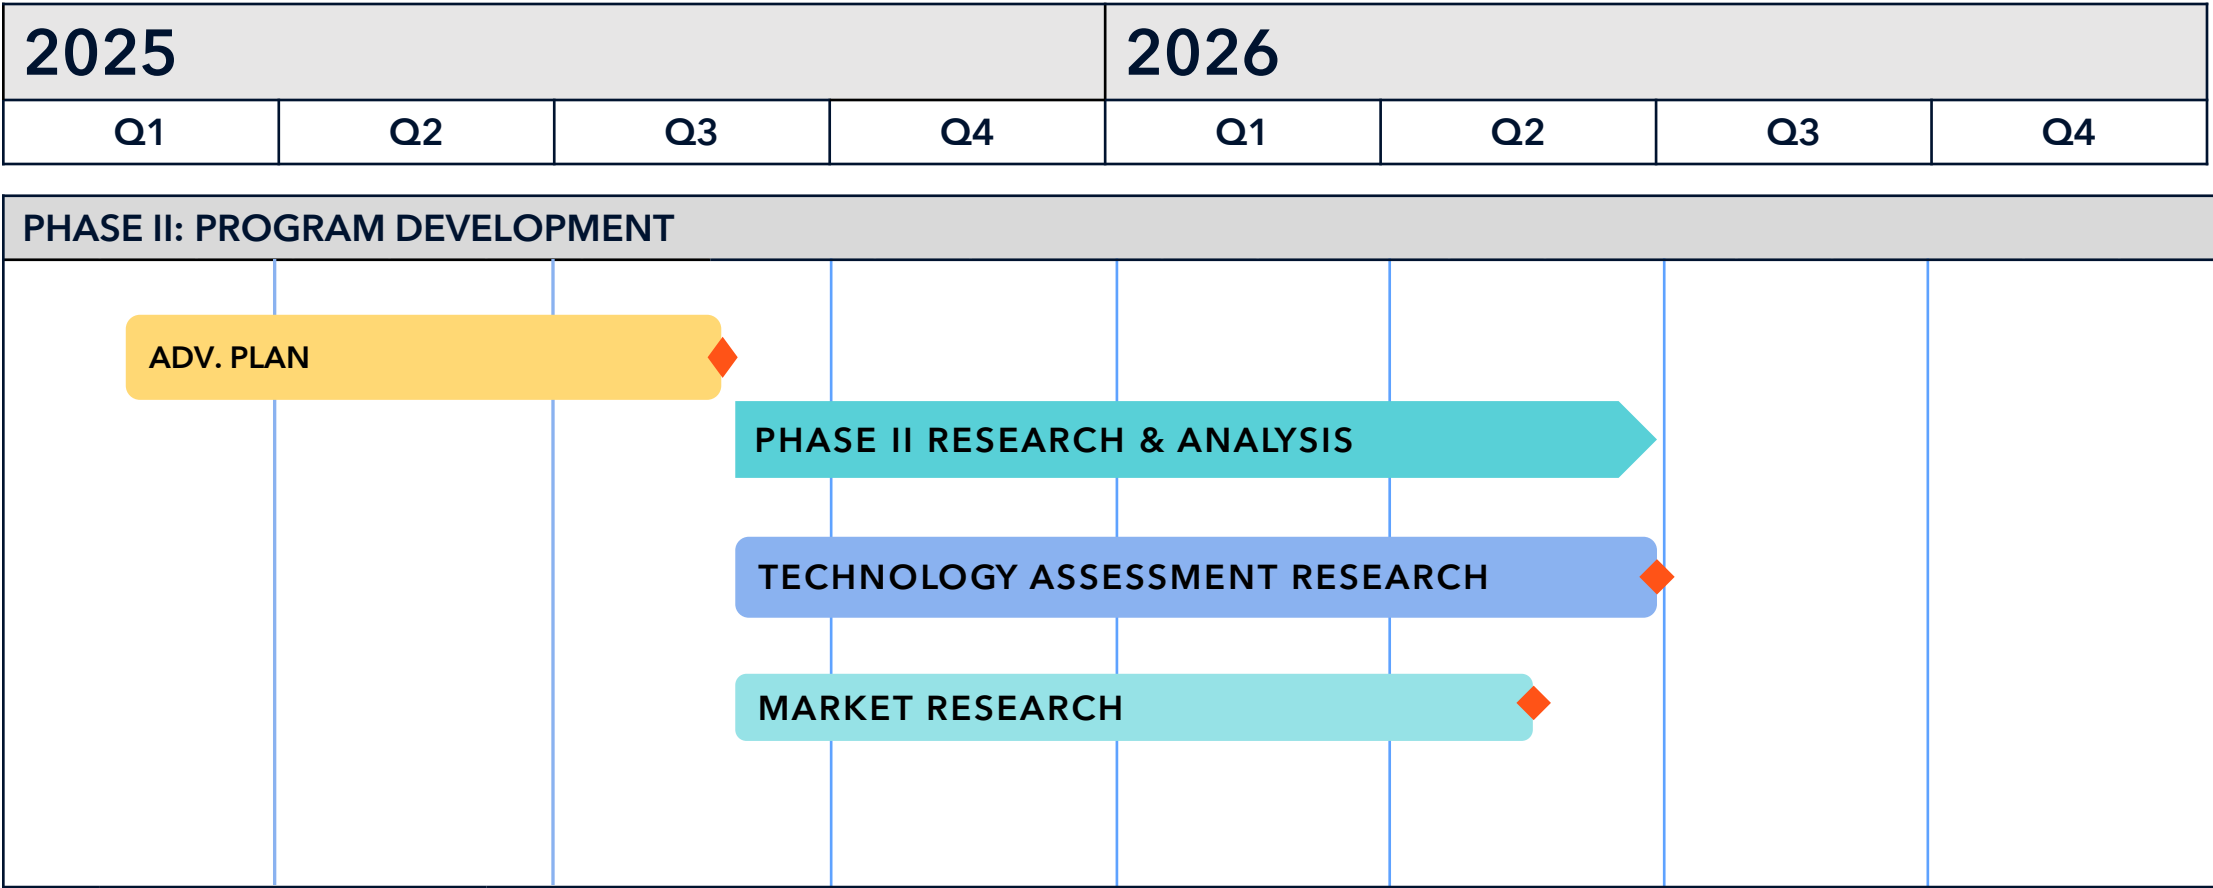 2025 2026
Q1 Q2 Q3 Q4 Q1 Q2 Q3 Q4
PHASE II: PROGRAM DEVELOPMENT
ADV. PLAN
PHASE II RESEARCH & ANALYSIS
TECHNOLOGY ASSESSMENT RESEARCH
MARKET RESEARCH